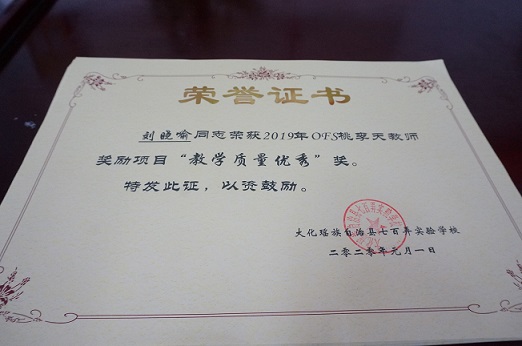 荣誉证书
刘晓喻同志荣获2019年OFS桃李天教师
奖励项目“教学质量优秀”奖。
特发此证，以资鼓励。
大化瑶族自治县七百弄实验学校
二零二零年元月一日